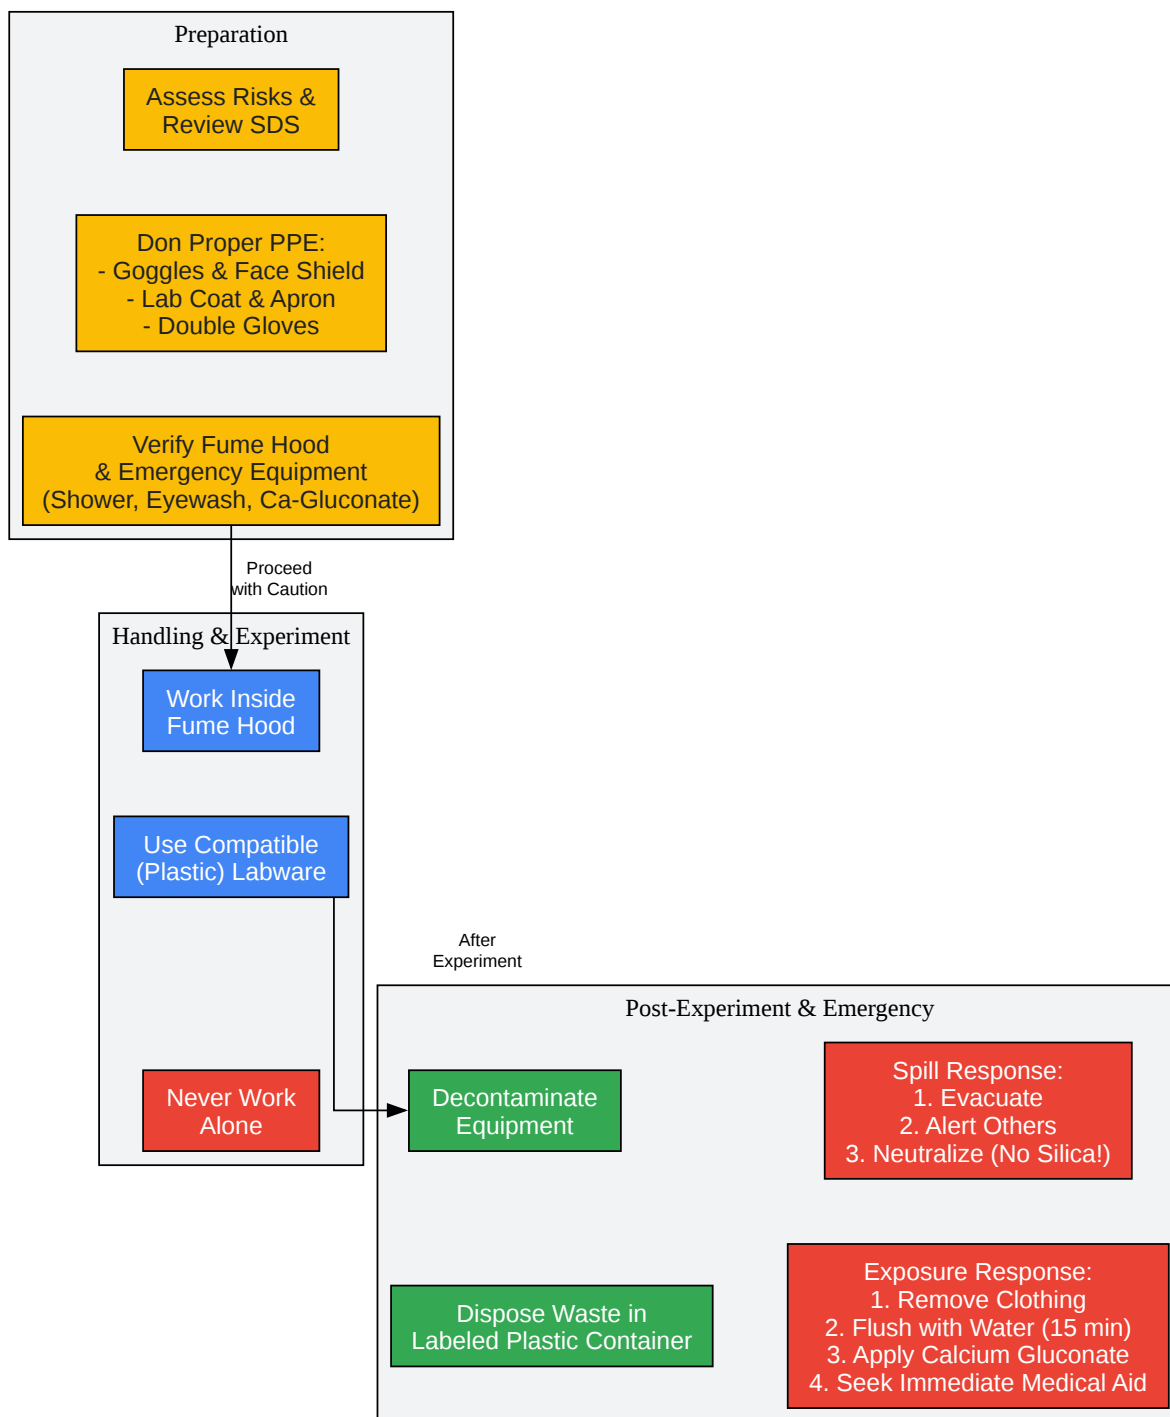 Preparation
Assess Risks &
Review SDS
Don Proper PPE:
- Goggles & Face Shield
- Lab Coat & Apron
- Double Gloves
Verify Fume Hood
& Emergency Equipment
(Shower, Eyewash, Ca-Gluconate)
Proceed
with Caution
Handling & Experiment
Work Inside
Fume Hood
Use Compatible
(Plastic) Labware
Never Work
Alone
After
Experiment
Post-Experiment & Emergency
Decontaminate
Equipment
Spill Response:
1. Evacuate
2. Alert Others
3. Neutralize (No Silica!)
Dispose Waste in
Labeled Plastic Container
Exposure Response:
1. Remove Clothing
2. Flush with Water (15 min)
3. Apply Calcium Gluconate
4. Seek Immediate Medical Aid